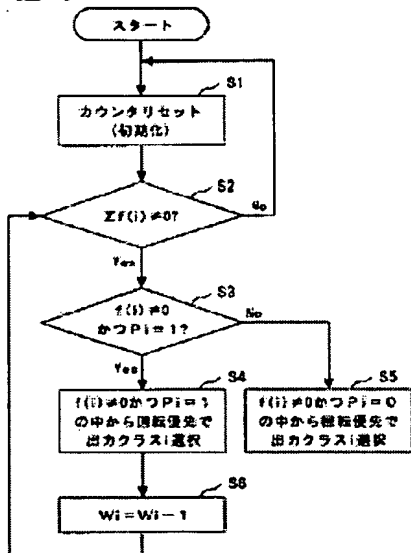 スタート
S1
カウンタリセット
(初期化)
S2
Σf(i)≠0?
No
Yes
S3
f(i)≠0
かつPi=1?
No
Yes
S4
f(i)≠0かつPi=1
の中から回転優先で
出力クラスi選択
S5
f(i)≠0かつPi=0
の中から回転優先で
出力クラスi選択
S6
Wi=Wi-1